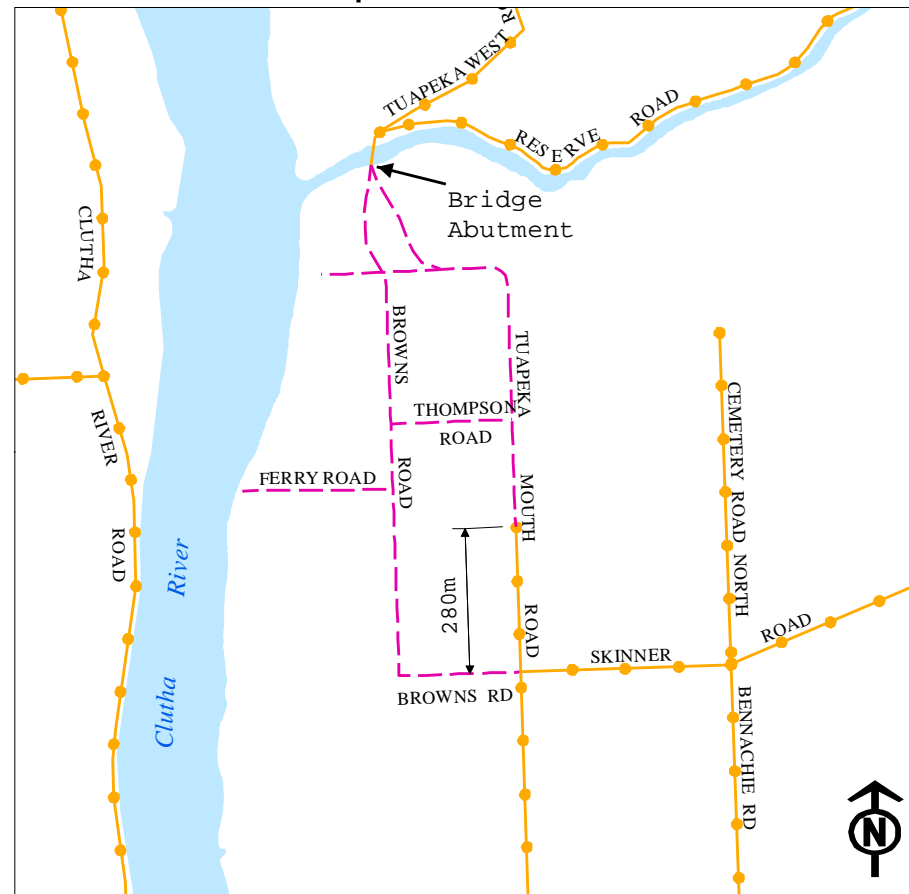 TUAPEKA WEST
RESERVE ROAD
Bridge
Abutment
CLUTHA
RIVER
ROAD
BROWNS
ROAD
TUAPEKA
MOUTH
ROAD
THOMPSON
ROAD
FERRY ROAD
CEMETERY ROAD NORTH
280m
River
Clutha
SKINNER
ROAD
BROWNS RD
BENNACHIE RD
N